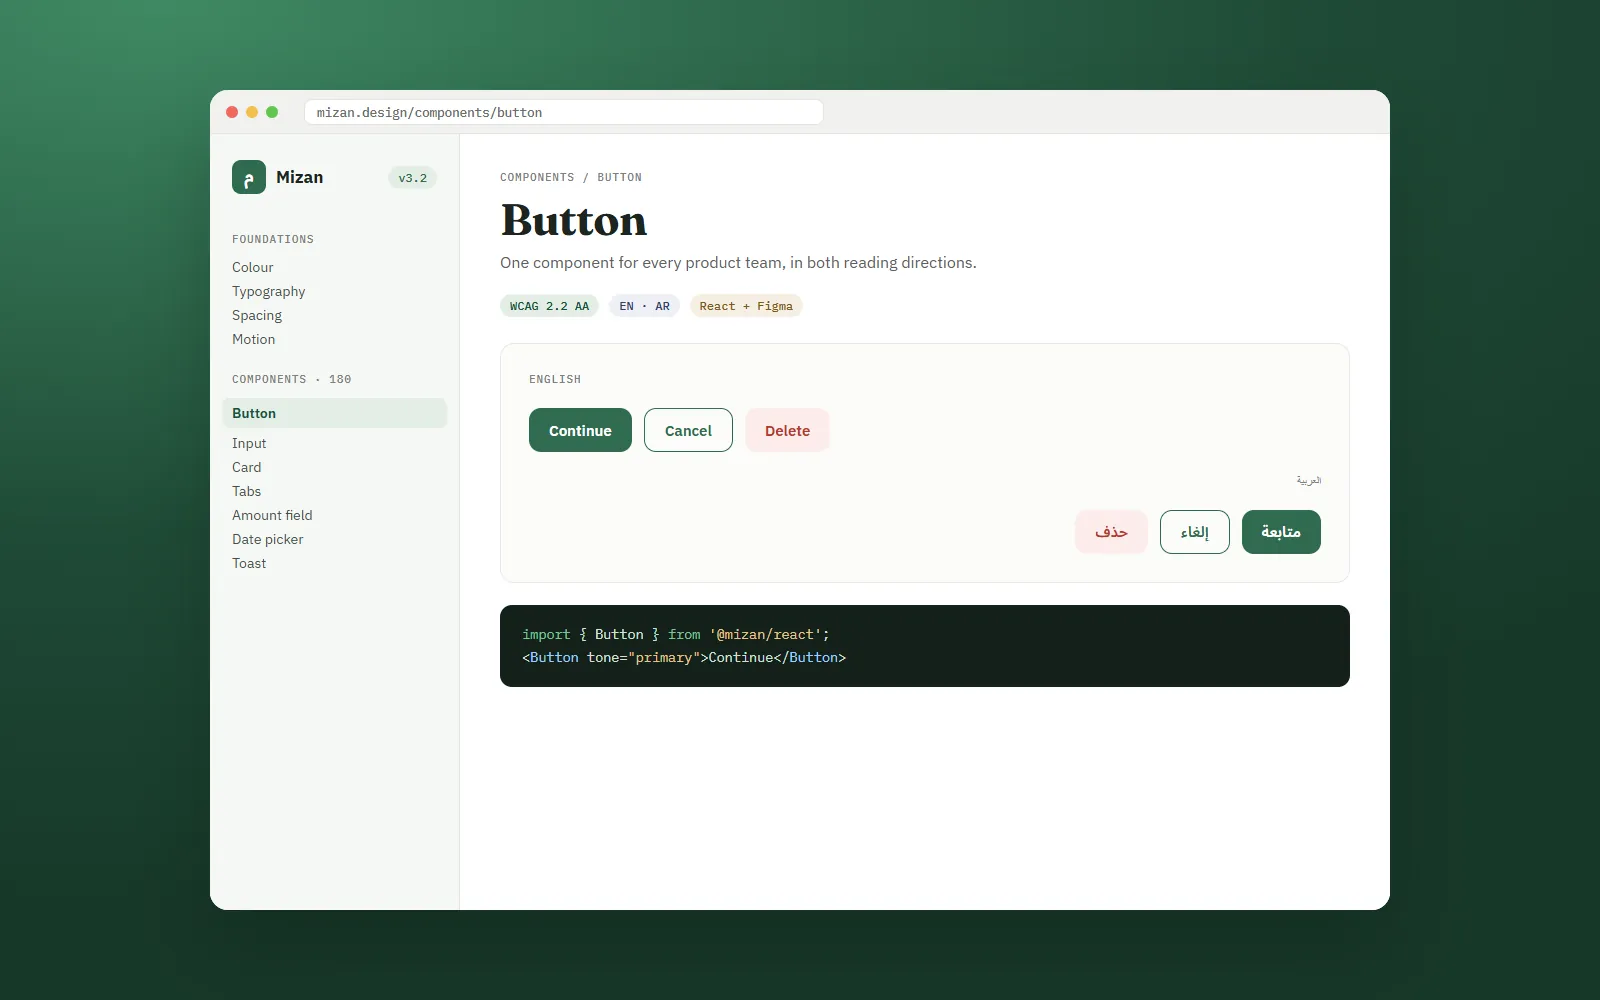 mizan.design/components/button
م
Mizan
v3.2
FOUNDATIONS
Colour
Typography
Spacing
Motion
COMPONENTS · 180
Button
Input
Card
Tabs
Amount field
Date picker
Toast
COMPONENTS / BUTTON
Button
One component for every product team, in both reading directions.
WCAG 2.2 AA
EN · AR
React + Figma
ENGLISH
Continue
Cancel
Delete
العربية
متابعة
إلغاء
حذف
import { Button } from '@mizan/react';
<Button tone="primary">Continue</Button>